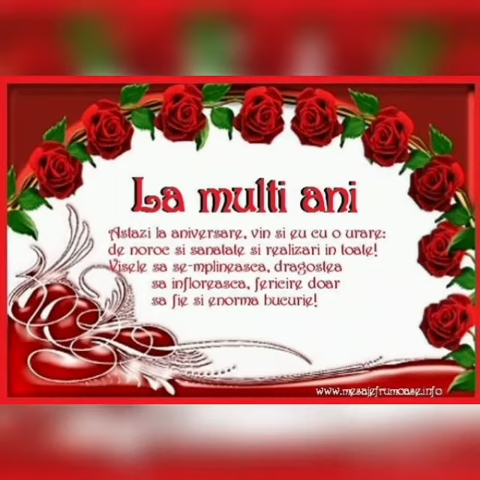 La multi ani
Astazi la aniversare, vin si eu cu o urare:
de noroc si sanatate si realizari in toate!
Visele sa se-mplineasca, dragostea
sa infloreasca, fericire doar
sa fie si enorma bucurie!
www.mesajefrumoase.info